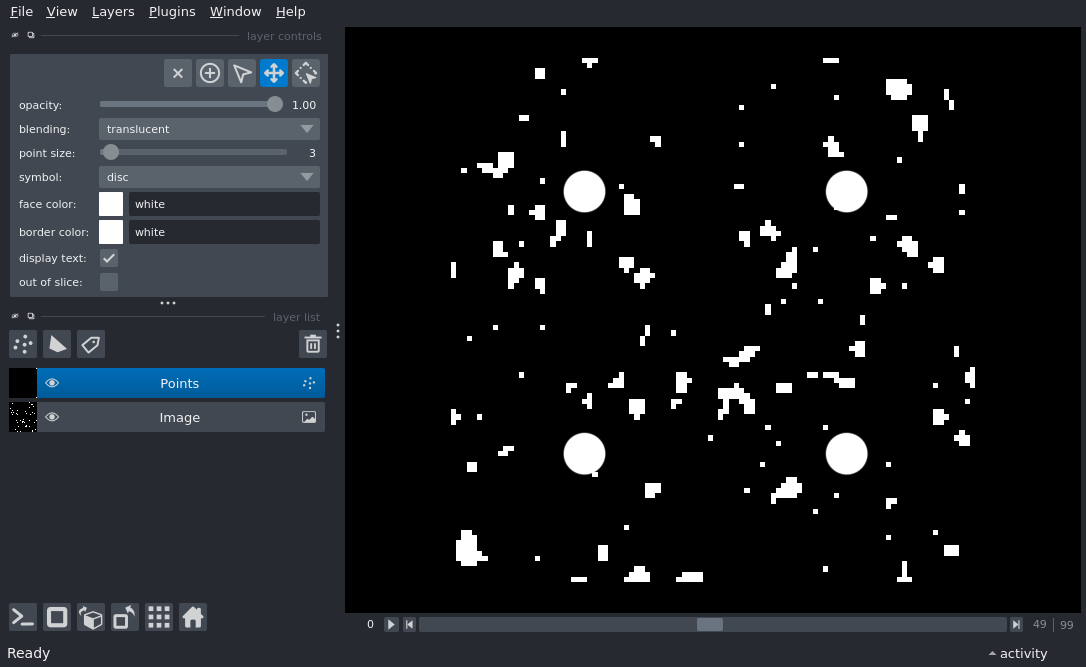 File View Layers Plugins Window Help
layer controls
opacity: 1.00
blending: translucent
point size: 3
symbol: disc
face color: white
border color: white
display text:
out of slice:
layer list
Points
Image
0 49 | 99
Ready activity